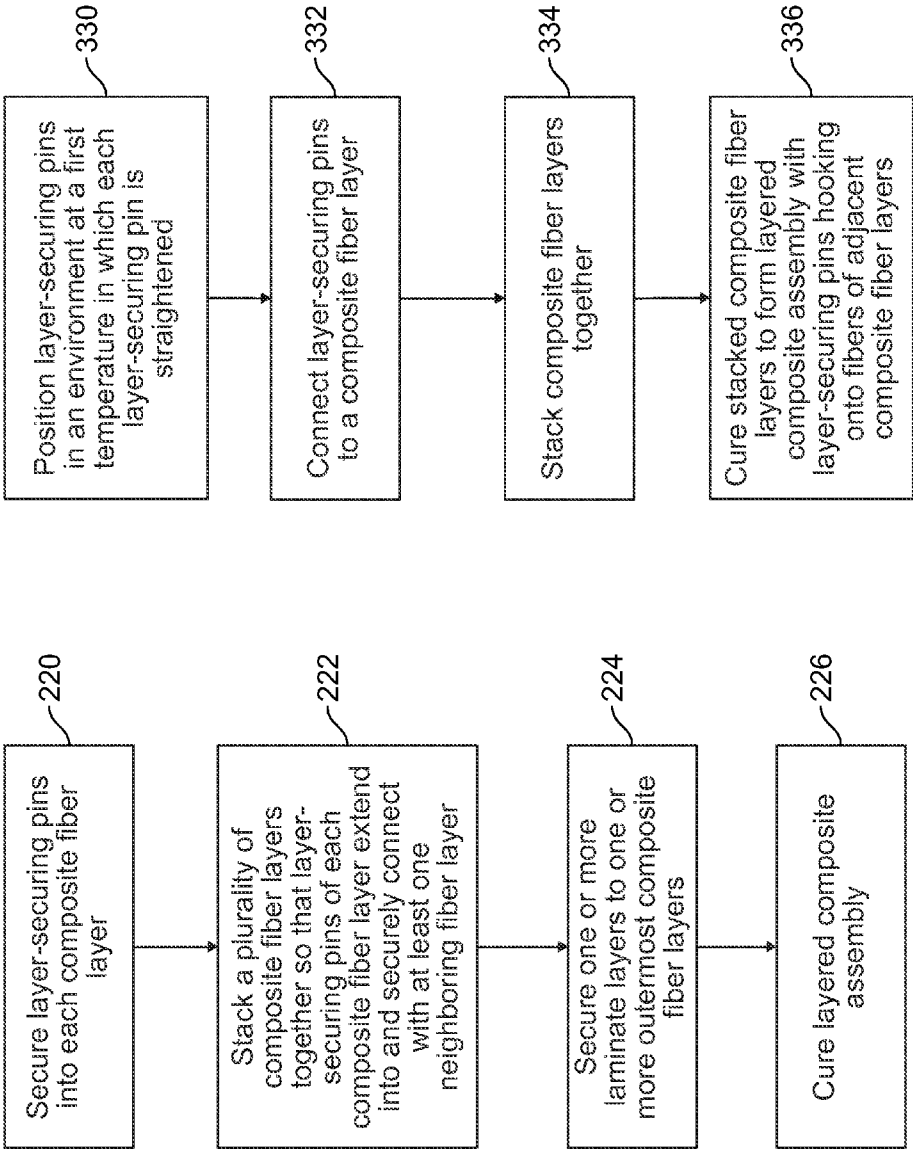 220
Secure layer-securing pins
into each composite fiber
layer
222
Stack a plurality of
composite fiber layers
together so that layer-
securing pins of each
composite fiber layer extend
into and securely connect
with at least one
neighboring fiber layer
224
Secure one or more
laminate layers to one or
more outermost composite
fiber layers
226
Cure layered composite
assembly
330
Position layer-securing pins
in an environment at a first
temperature in which each
layer-securing pin is
straightened
332
Connect layer-securing pins
to a composite fiber layer
334
Stack composite fiber layers
together
336
Cure stacked composite fiber
layers to form layered
composite assembly with
layer-securing pins hooking
onto fibers of adjacent
composite fiber layers